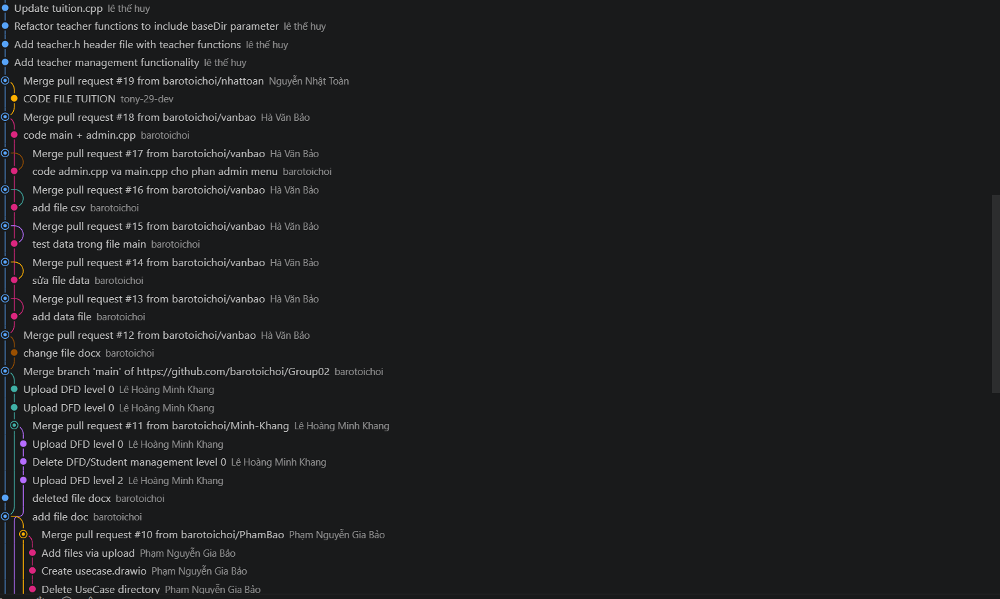 Update tuition.cpp lê thế huy
Refactor teacher functions to include baseDir parameter lê thế huy
Add teacher.h header file with teacher functions lê thế huy
Add teacher management functionality lê thế huy
Merge pull request #19 from barotoichoi/nhattoan Nguyễn Nhật Toàn
CODE FILE TUITION tony-29-dev
Merge pull request #18 from barotoichoi/vanbao Hà Văn Bảo
code main + admin.cpp barotoichoi
Merge pull request #17 from barotoichoi/vanbao Hà Văn Bảo
code admin.cpp va main.cpp cho phan admin menu barotoichoi
Merge pull request #16 from barotoichoi/vanbao Hà Văn Bảo
add file csv barotoichoi
Merge pull request #15 from barotoichoi/vanbao Hà Văn Bảo
test data trong file main barotoichoi
Merge pull request #14 from barotoichoi/vanbao Hà Văn Bảo
sửa file data barotoichoi
Merge pull request #13 from barotoichoi/vanbao Hà Văn Bảo
add data file barotoichoi
Merge pull request #12 from barotoichoi/vanbao Hà Văn Bảo
change file docx barotoichoi
Merge branch 'main' of https://github.com/barotoichoi/Group02 barotoichoi
Upload DFD level 0 Lê Hoàng Minh Khang
Upload DFD level 0 Lê Hoàng Minh Khang
Merge pull request #11 from barotoichoi/Minh-Khang Lê Hoàng Minh Khang
Upload DFD level 0 Lê Hoàng Minh Khang
Delete DFD/Student management level 0 Lê Hoàng Minh Khang
Upload DFD level 2 Lê Hoàng Minh Khang
deleted file docx barotoichoi
add file doc barotoichoi
Merge pull request #10 from barotoichoi/PhamBao Phạm Nguyễn Gia Bảo
Add files via upload Phạm Nguyễn Gia Bảo
Create usecase.drawio Phạm Nguyễn Gia Bảo
Delete UseCase directory Phạm Nguyễn Gia Bảo